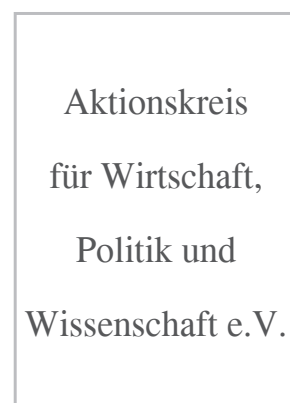 Aktionskreis
für Wirtschaft,
Politik und
Wissenschaft e.V.